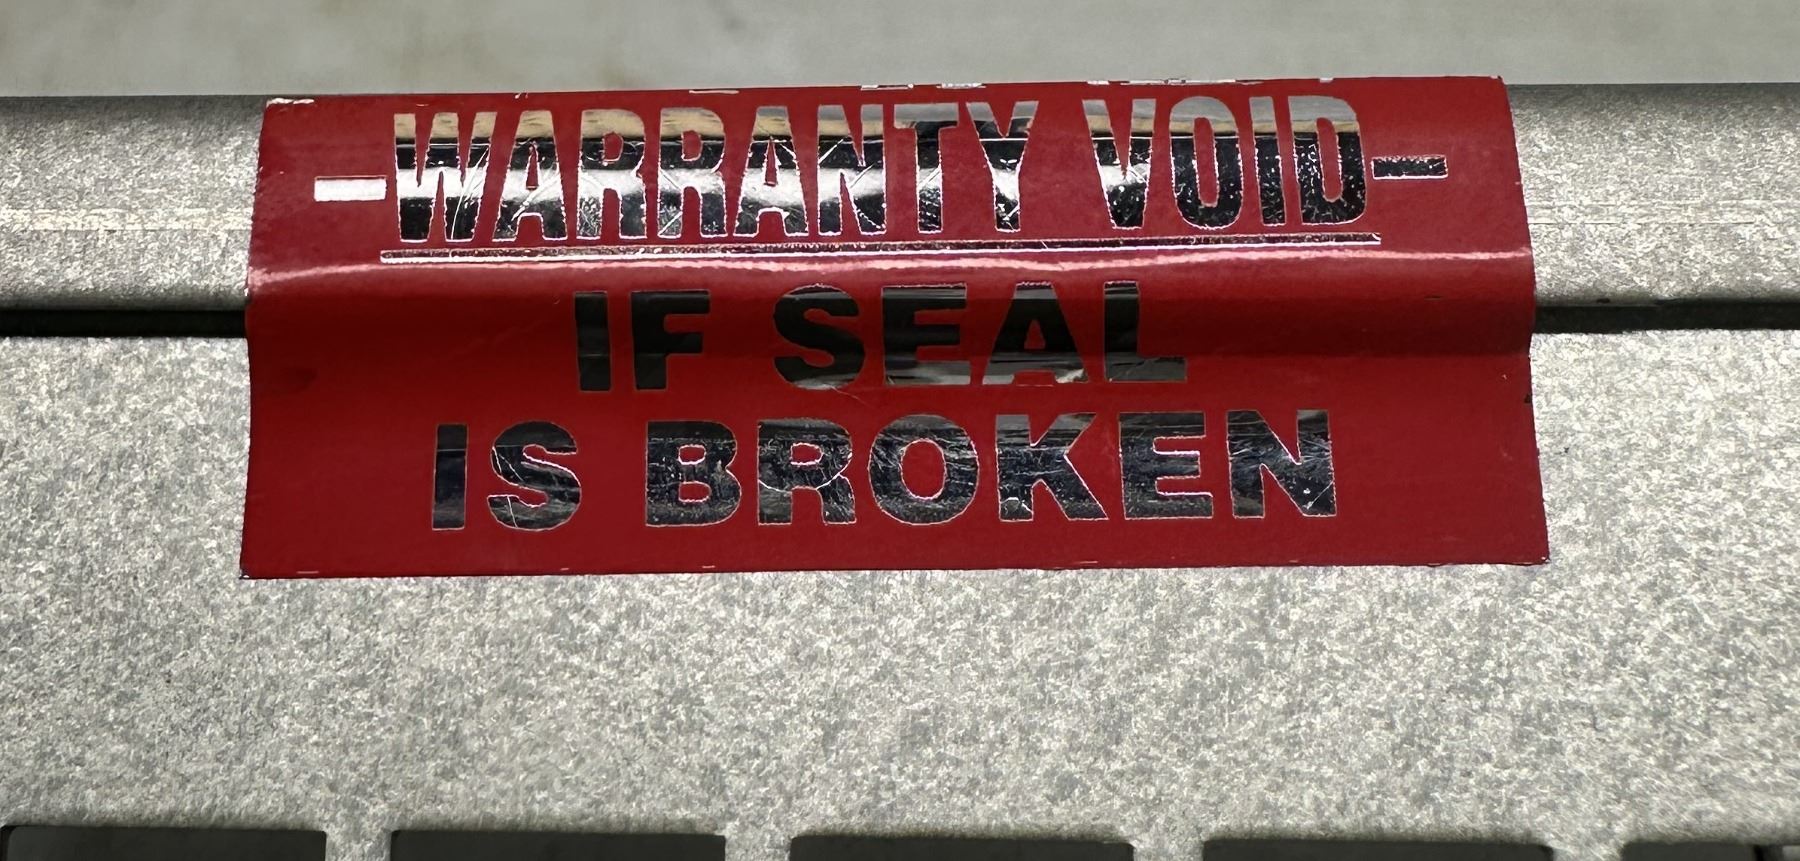 -WARRANTY VOID-
IF SEAL
IS BROKEN